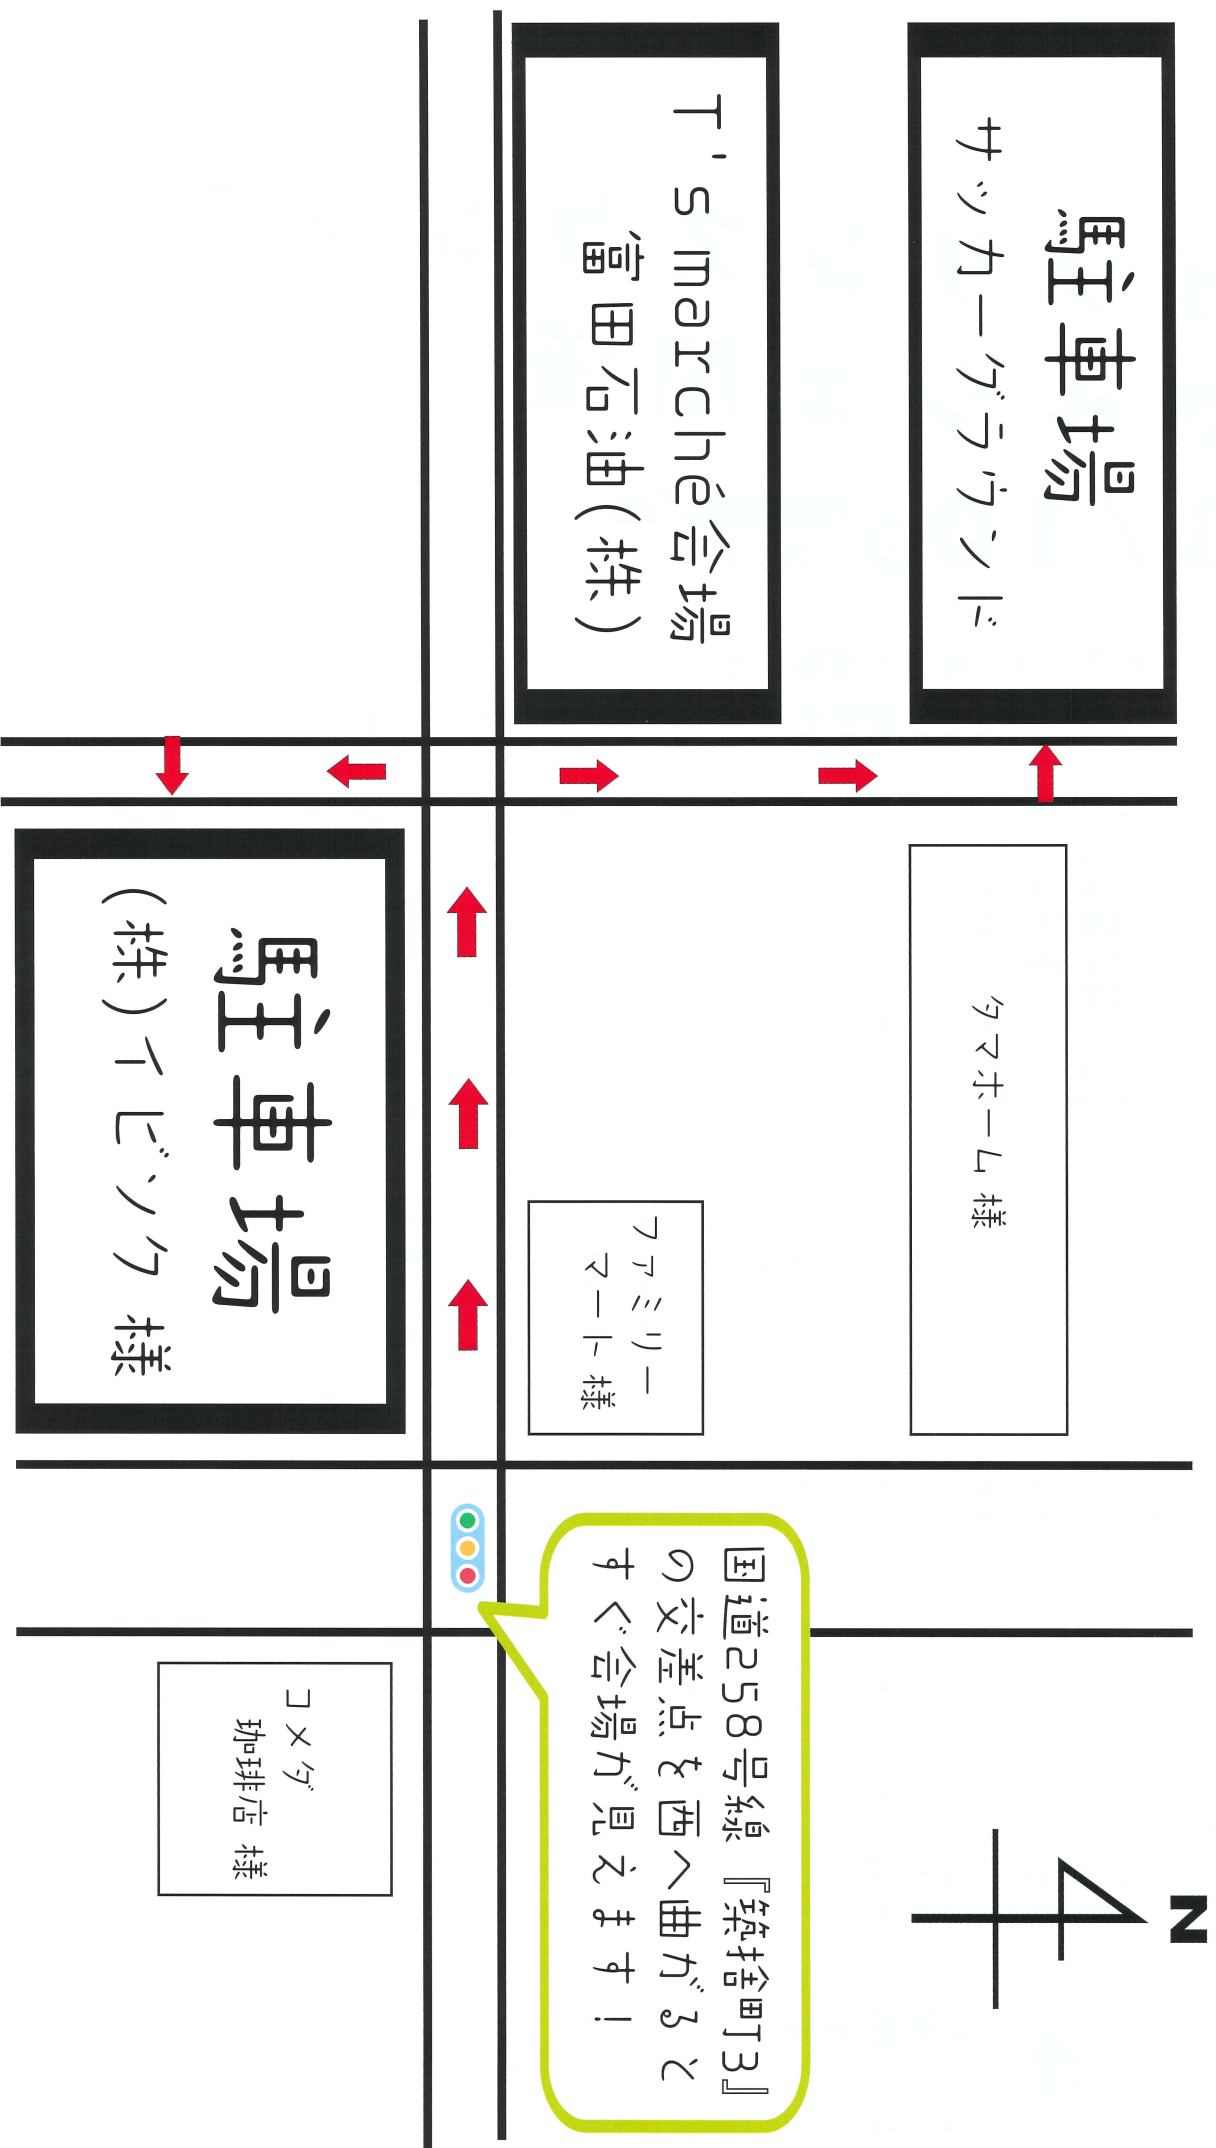 駐車場
サッカーグラウンド
T's marché会場
富田石油(株)
タマホーム 様
ファミリー
マート 様
駐車場
(株)イビソク 様
国道258号線『築捨町3』
の交差点を西へ曲がると
すぐ会場が見えます!
コメダ
珈琲店 様
N